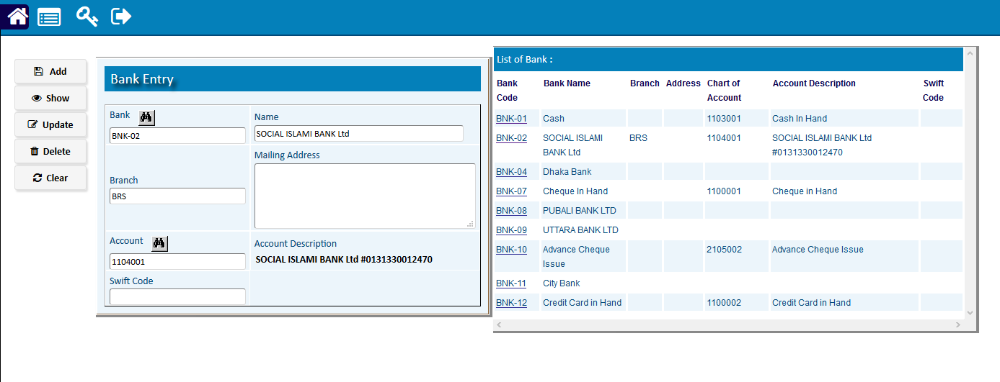 Add
Show
Update
Delete
Clear
Bank Entry
Bank
BNK-02
Name
SOCIAL ISLAMI BANK Ltd
Branch
BRS
Mailing Address
Account
1104001
Account Description
SOCIAL ISLAMI BANK Ltd #0131330012470
Swift Code
List of Bank :
Bank Bank Name Branch Address Chart of Account Description Swift
Code Account Code
BNK-01 Cash 1103001 Cash In Hand
BNK-02 SOCIAL ISLAMI BRS 1104001 SOCIAL ISLAMI BANK Ltd
BANK Ltd #0131330012470
BNK-04 Dhaka Bank
BNK-07 Cheque In Hand 1100001 Cheque in Hand
BNK-08 PUBALI BANK LTD
BNK-09 UTTARA BANK LTD
BNK-10 Advance Cheque 2105002 Advance Cheque Issue
Issue
BNK-11 City Bank
BNK-12 Credit Card in Hand 1100002 Credit Card in Hand